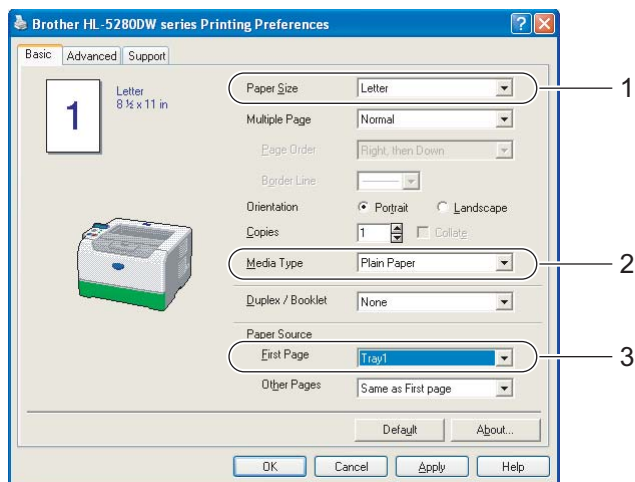 Brother HL-5280DW series Printing Preferences
Basic Advanced Support
1
Letter
8 ½ x 11 in
Paper Size Letter 1
Multiple Page Normal
Page Order Right, then Down
Border Line
Orientation Portrait Landscape
Copies 1 Collate
Media Type Plain Paper 2
Duplex / Booklet None
Paper Source
First Page Tray1 3
Other Pages Same as First page
Default About...
OK Cancel Apply Help